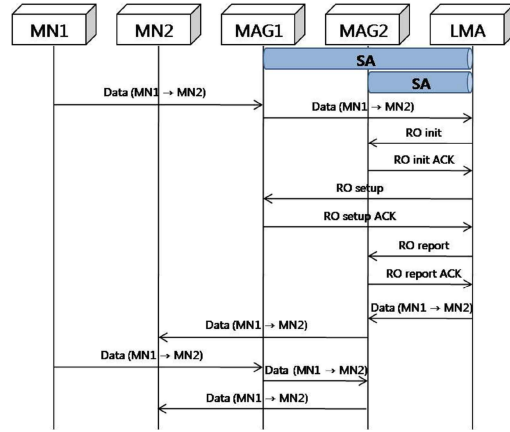 MN1 MN2 MAG1 MAG2 LMA
SA
SA
Data (MN1 → MN2)
Data (MN1 → MN2)
RO init
RO init ACK
RO setup
RO setup ACK
RO report
RO report ACK
Data (MN1 → MN2)
Data (MN1 → MN2)
Data (MN1 → MN2)
Data (MN1 → MN2)
Data (MN1 → MN2)